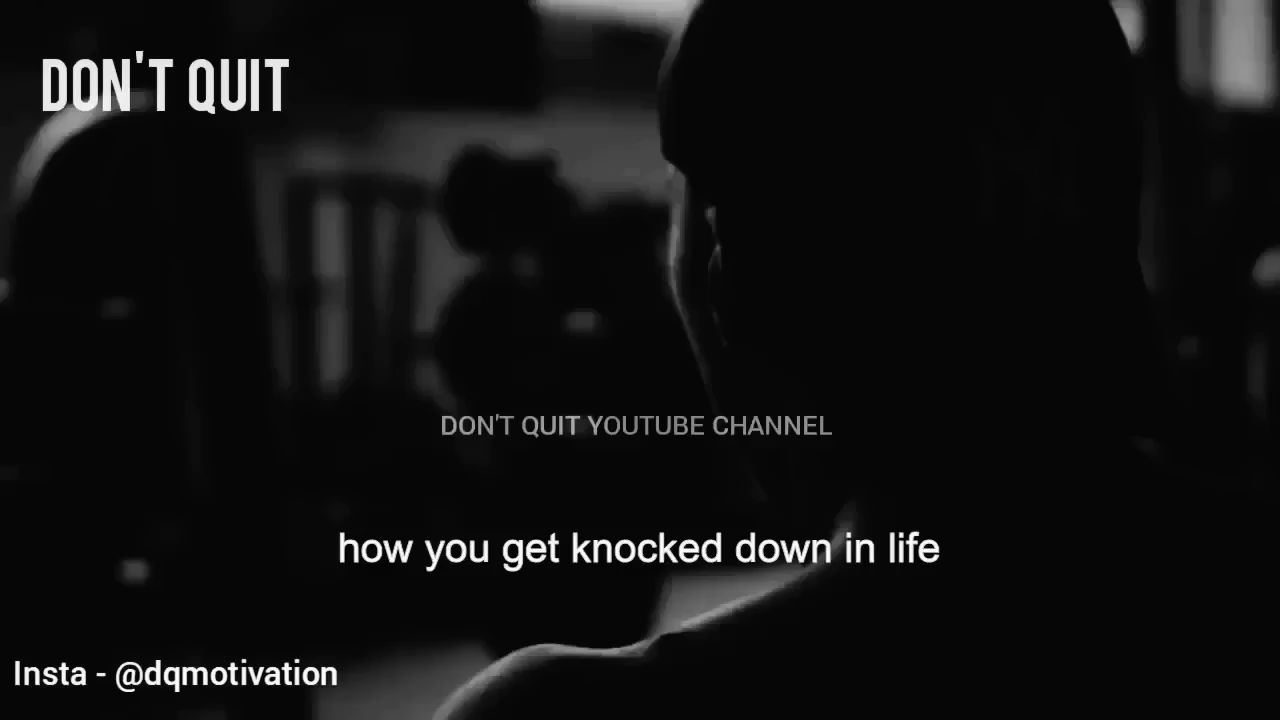 DON'T QUIT
DON'T QUIT YOUTUBE CHANNEL
how you get knocked down in life
Insta - @dqmotivation